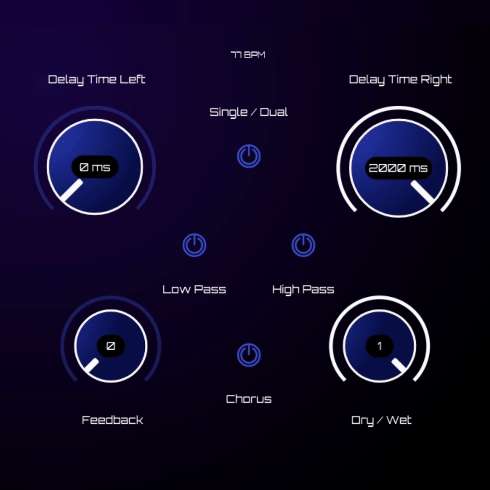 77 BPM
Delay Time Left
Delay Time Right
Single / Dual
0 ms
2000 ms
Low Pass
High Pass
0
1
Chorus
Feedback
Dry / Wet